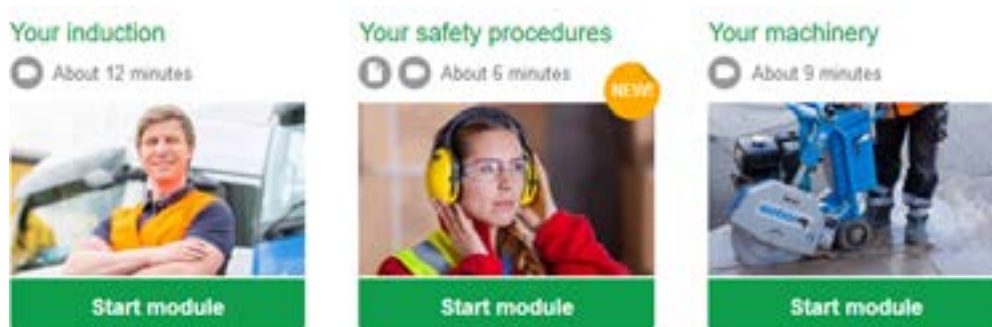 Your induction
About 12 minutes
Start module
Your safety procedures
About 6 minutes
NEW!
Start module
Your machinery
About 9 minutes
Start module